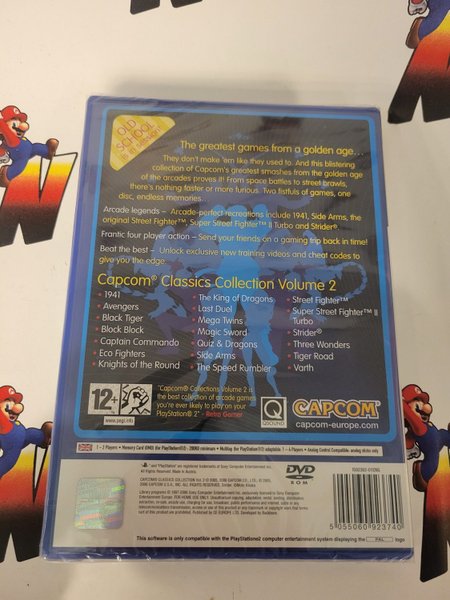 OLD
SCHOOL
The greatest games from a golden age...
They don't make 'em like they used to. And this blistering
collection of Capcom's greatest smashes from the golden age
of the arcades proves it! From space battles to street brawls,
there's nothing faster or more furious. Two fistfuls of games, one
disc, endless memories...
Arcade legends – Arcade-perfect recreations include 1941, Side Arms, the
original Street Fighter™, Super Street Fighter™ II Turbo and Strider®.
Frantic four player action – Send your friends on a gaming trip back in time!
Beat the best – Unlock exclusive new training videos and cheat codes to
give you the edge.
Capcom® Classics Collection Volume 2
• 1941
• Avengers
• Black Tiger
• Block Block
• Captain Commando
• Eco Fighters
• Knights of the Round
• The King of Dragons
• Last Duel
• Mega Twins
• Magic Sword
• Quiz & Dragons
• Side Arms
• The Speed Rumbler
• Street Fighter™
• Super Street Fighter™ II
Turbo
• Strider®
• Three Wonders
• Tiger Road
• Varth
12+
www.pegi.info
"Capcom® Collections Volume 2
is the best collection of arcade games
you're ever likely to play on your
PlayStation® 2" Retro Gamer
Q
QSOUND
CAPCOM®
capcom-europe.com
DVD
ROM
5 055060 923740
This software is only compatible with the PlayStation2 computer entertainment system displaying the PAL logo